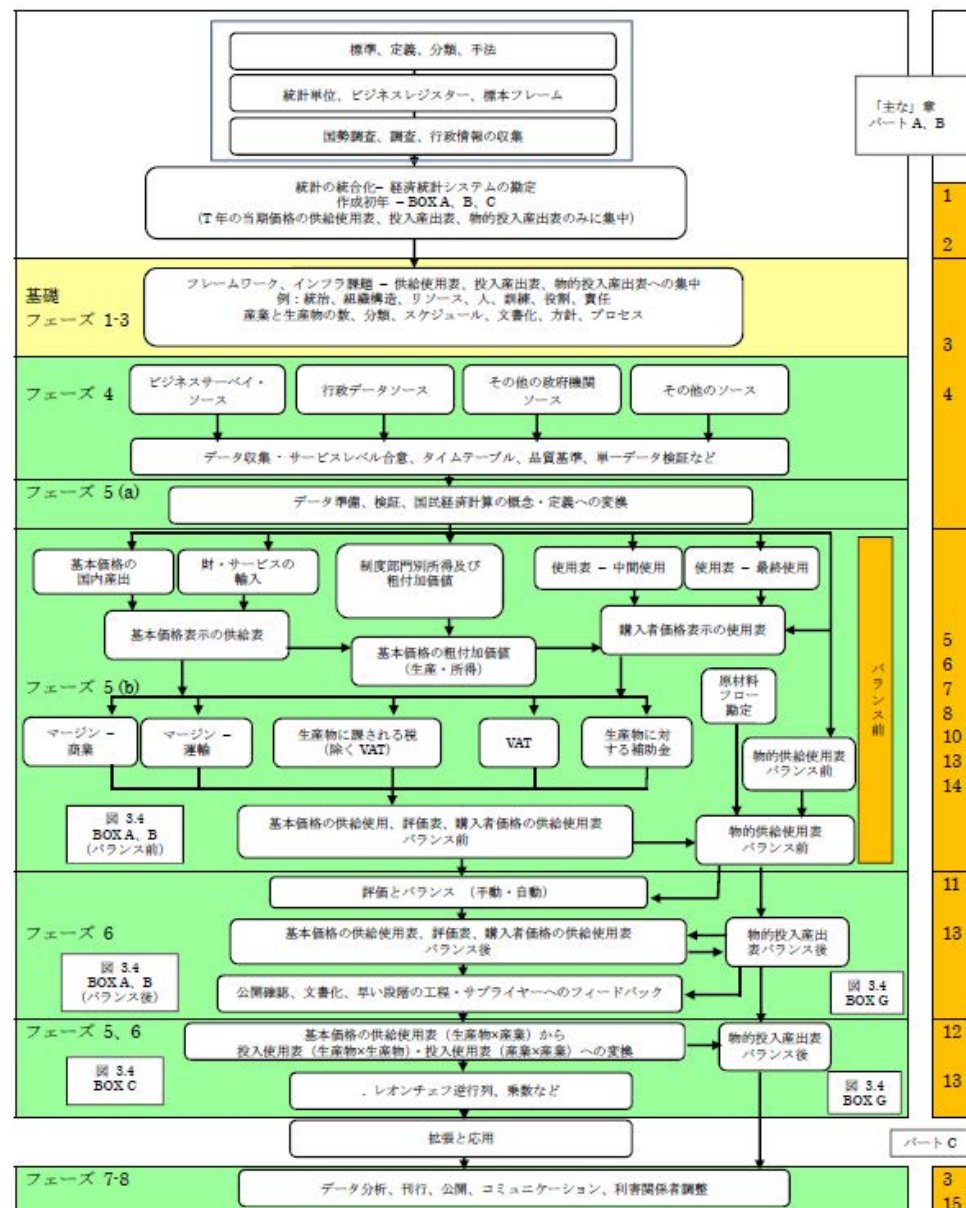 標準、定義、分類、手法
統計単位、ビジネスレジスター、標本フレーム
国勢調査、調査、行政情報の収集
「主な」章
パート A、B
統計の統合化– 経済統計システムの勘定
作成初年 – BOX A、B、C
(T 年の当期価格の供給使用表、投入産出表、物的投入産出表のみに集中)
1
2
基礎
フェーズ 1-3
フレームワーク、インフラ課題 – 供給使用表、投入産出表、物的投入産出表への集中
例：統治、組織構造、リソース、人、訓練、役割、責任
産業と生産物の数、分類、スケジュール、文書化、方針、プロセス
3
フェーズ 4
ビジネスサーベイ・
ソース
行政データソース
その他の政府機関
ソース
その他のソース
4
データ収集・サービスレベル合意、タイムテーブル、品質基準、単一データ検証など
フェーズ 5 (a)
データ準備、検証、国民経済計算の概念・定義への変換
基本価格の
国内産出
財・サービスの
輸入
制度部門別所得及び
粗付加価値
使用表 – 中間使用
使用表 – 最終使用
基本価格表示の供給表
基本価格の粗付加価値
(生産・所得)
購入者価格表示の使用表
バランス前
5
6
7
8
10
13
14
フェーズ 5 (b)
原材料
フロー
勘定
マージン –
商業
マージン –
運輸
生産物に課される税
(除く VAT)
VAT
生産物に対
する補助金
物的供給使用表
バランス前
図 3.4
BOX A、B
(バランス前)
基本価格の供給使用、評価表、購入者価格の供給使用表
バランス前
物的供給使用表
バランス前
評価とバランス （手動・自動）
11
フェーズ 6
基本価格の供給使用表、評価表、購入者価格の供給使用表
バランス後
物的投入産出
表バランス後
13
図 3.4
BOX A、B
(バランス後)
公開確認、文書化、早い段階の工程・サプライヤーへのフィードバック
図 3.4
BOX G
フェーズ 5、6
基本価格の供給使用表（生産物×産業）から
投入使用表（生産物×生産物）・投入使用表（産業×産業）への変換
物的投入産出表
バランス後
12
図 3.4
BOX C
. レオンチェフ逆行列、乗数など
図 3.4
BOX G
13
拡張と応用
パート C
フェーズ 7-8
データ分析、刊行、公開、コミュニケーション、利害関係者調整
3
15